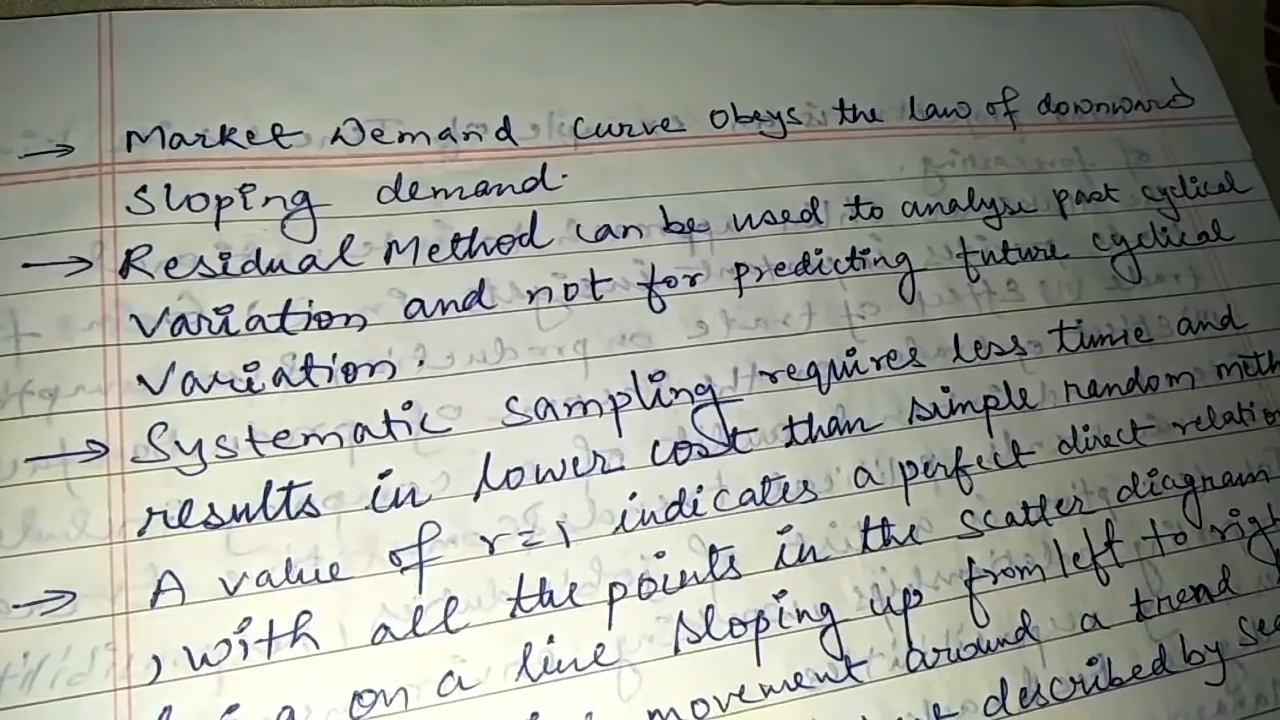 → Market Demand curve obeys the law of downward
sloping demand.
→ Residual Method can be used to analyse past cyclical
variation and not for predicting future cyclical
variation.
→ Systematic sampling requires less time and
results in lower cost than simple random
→ A value of r=1 indicates a perfect direct
, with all the points in the scatter diagram
on a line sloping up from left to
movement around a trend
described by